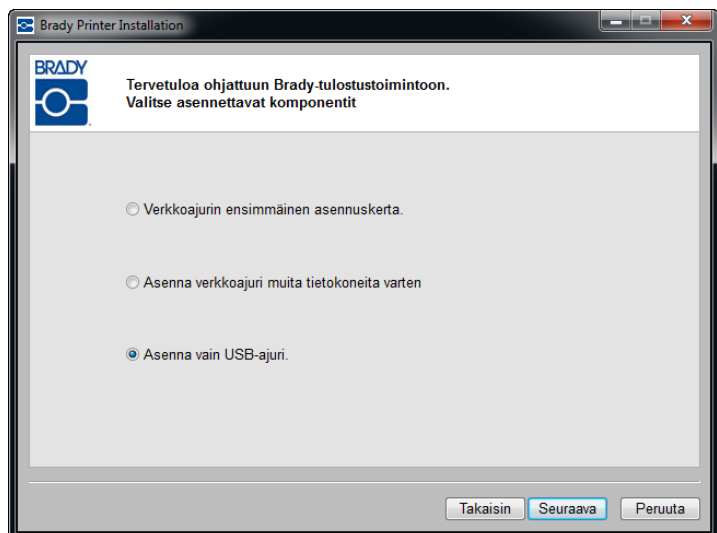 Brady Printer Installation
BRADY
Tervetuloa ohjattuun Brady-tulostustoimintoon.
Valitse asennettavat komponentit
Verkkoajurin ensimmäinen asennuskerta.
Asenna verkkoajuri muita tietokoneita varten
Asenna vain USB-ajuri.
Takaisin Seuraava Peruuta